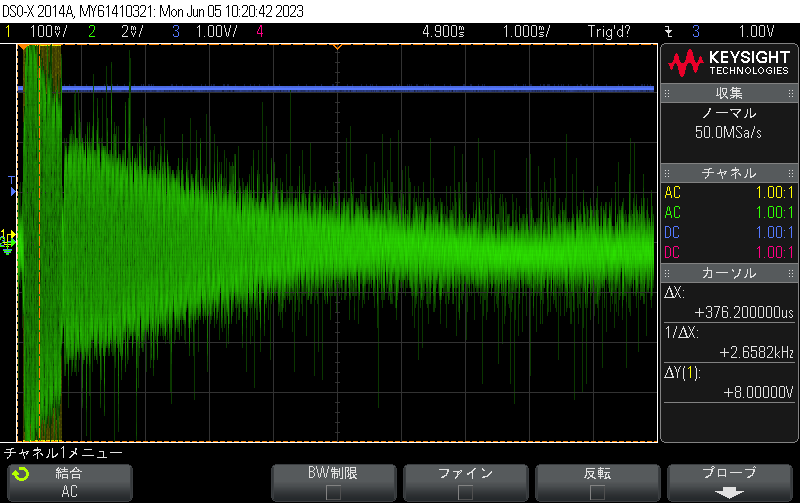 DSO-X 2014A, MY61410321: Mon Jun 05 10:20:42 2023
1 100V/ 2 2V/ 3 1.00V/ 4 4.900s 1.000s/ Trig'd? 3 1.00V
KEYSIGHT
TECHNOLOGIES
収集
ノーマル
50.0MSa/s
チャネル
AC 1.00:1
AC 1.00:1
DC 1.00:1
DC 1.00:1
カーソル
ΔX:
+376.200000us
1/ΔX:
+2.6582kHz
ΔY(1):
+8.00000V
チャネル1メニュー
結合
AC
BW制限
ファイン
反転
プローブ